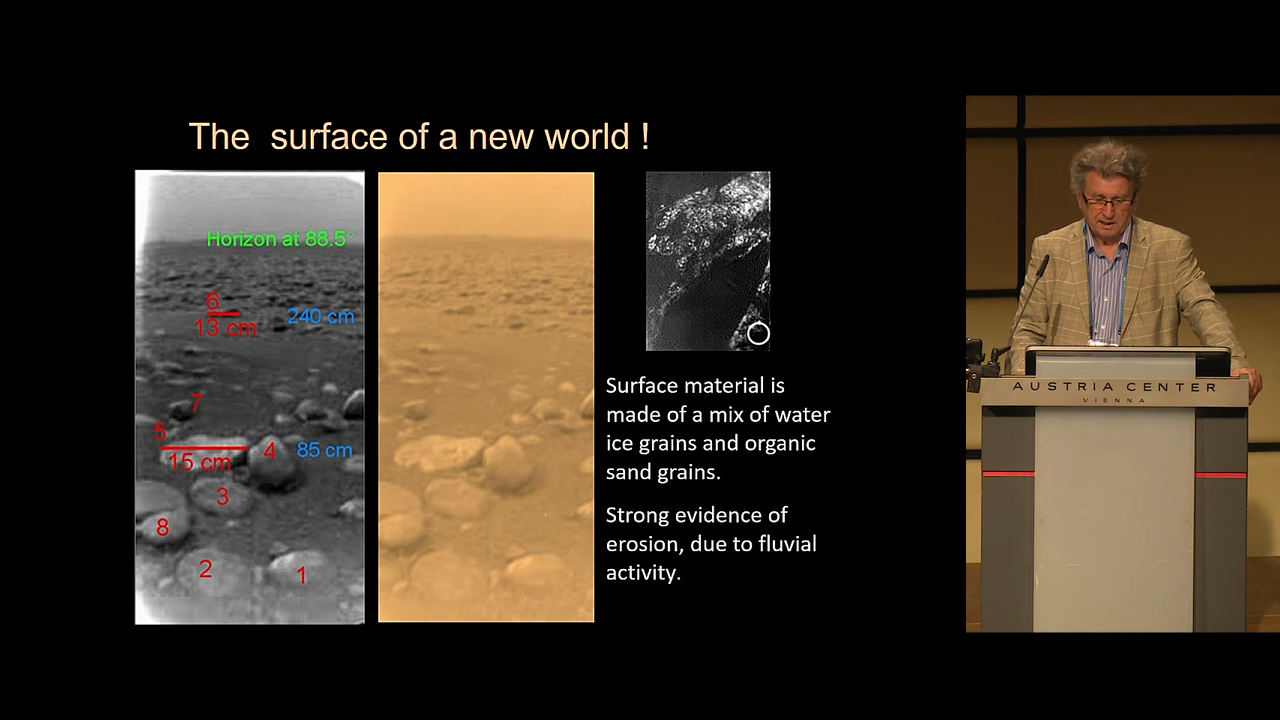 The surface of a new world !
Horizon at 88.5°
6
13 cm
240 cm
7
5
15 cm
4
85 cm
3
8
2
1
Surface material is
made of a mix of water
ice grains and organic
sand grains.
Strong evidence of
erosion, due to fluvial
activity.
AUSTRIA CENTER
VIENNA